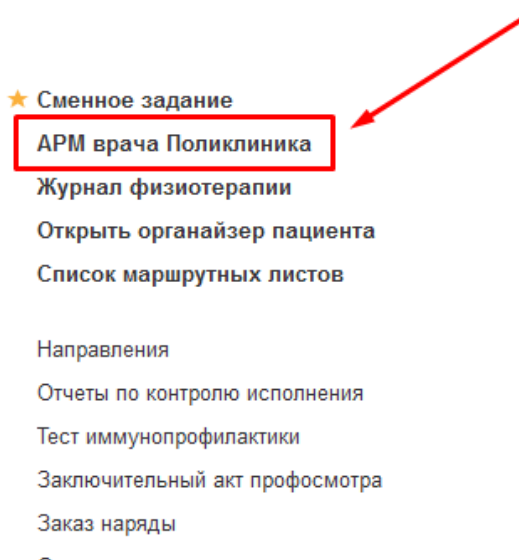 Сменное задание
АРМ врача Поликлиника
Журнал физиотерапии
Открыть органайзер пациента
Список маршрутных листов
Направления
Отчеты по контролю исполнения
Тест иммунопрофилактики
Заключительный акт профосмотра
Заказ наряды